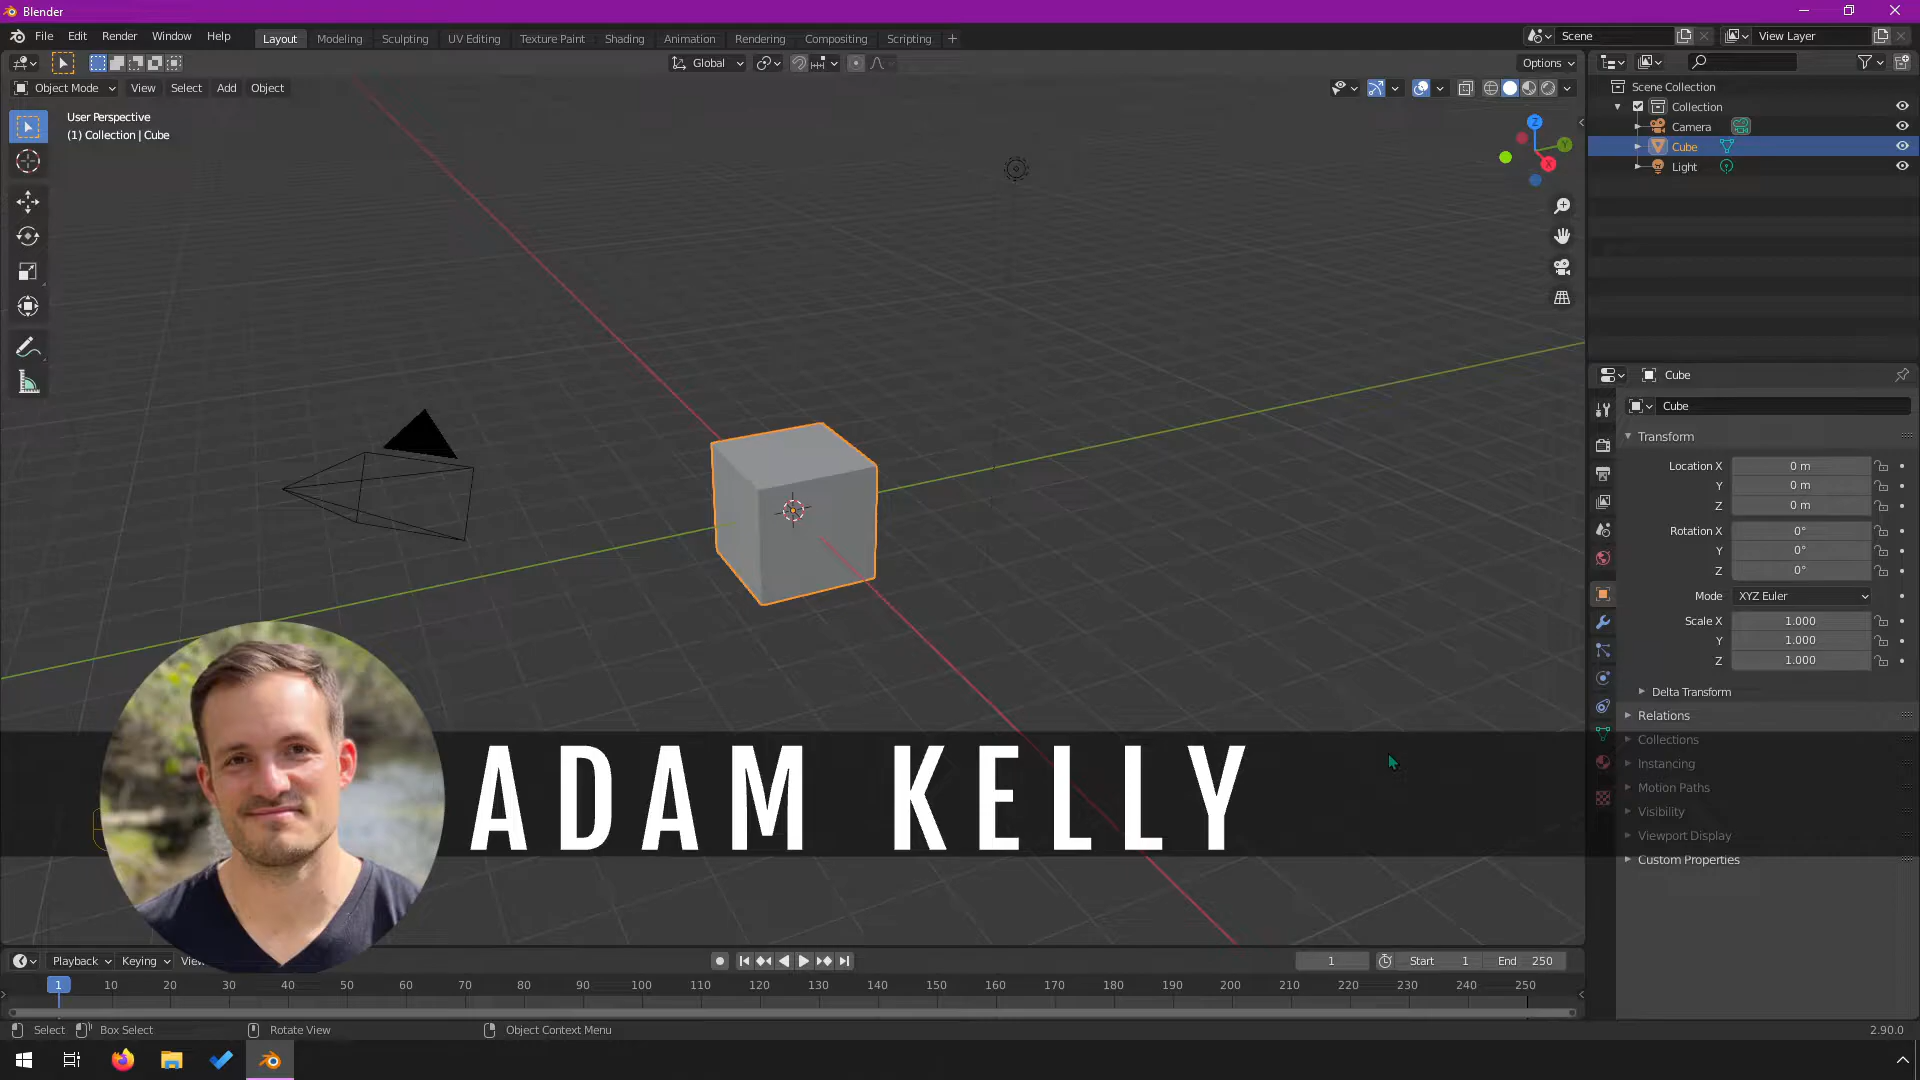 Blender
File Edit Render Window Help Layout Modeling Sculpting UV Editing Texture Paint Shading Animation Rendering Compositing Scripting + Scene View Layer
Global Options
Object Mode View Select Add Object
User Perspective
(1) Collection | Cube
Z
Y
X
Scene Collection
Collection
Camera
Cube
Light
Cube
Cube
Transform
Location X 0 m
Y 0 m
Z 0 m
Rotation X 0°
Y 0°
Z 0°
Mode XYZ Euler
Scale X 1.000
Y 1.000
Z 1.000
Delta Transform
Relations
Collections
Instancing
Motion Paths
Visibility
Viewport Display
Custom Properties
ADAM KELLY
Playback Keying 1 Start 1 End 250
1 10 20 30 40 50 60 70 80 90 100 110 120 130 140 150 160 170 180 190 200 210 220 230 240 250
Select Box Select Rotate View Object Context Menu 2.90.0